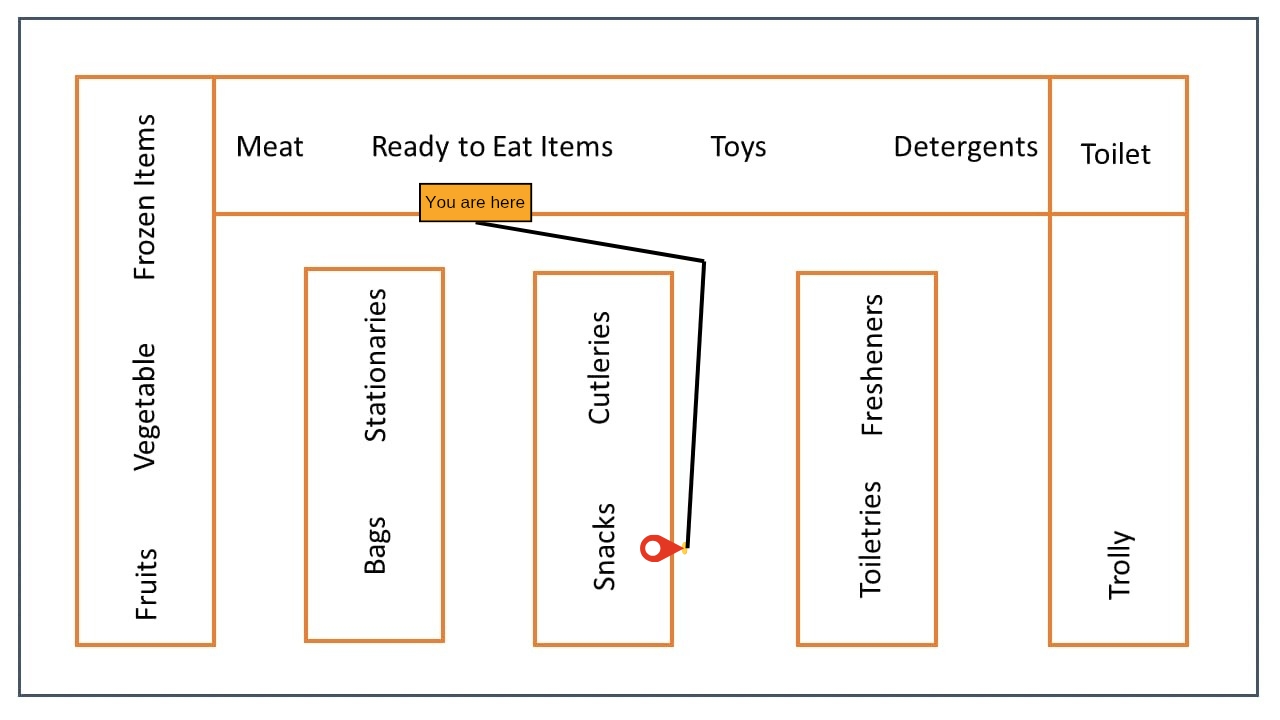 Meat
Ready to Eat Items
Toys
Detergents
Toilet
You are here
Frozen Items
Vegetable
Fruits
Stationaries
Bags
Cutleries
Snacks
Fresheners
Toiletries
Trolly